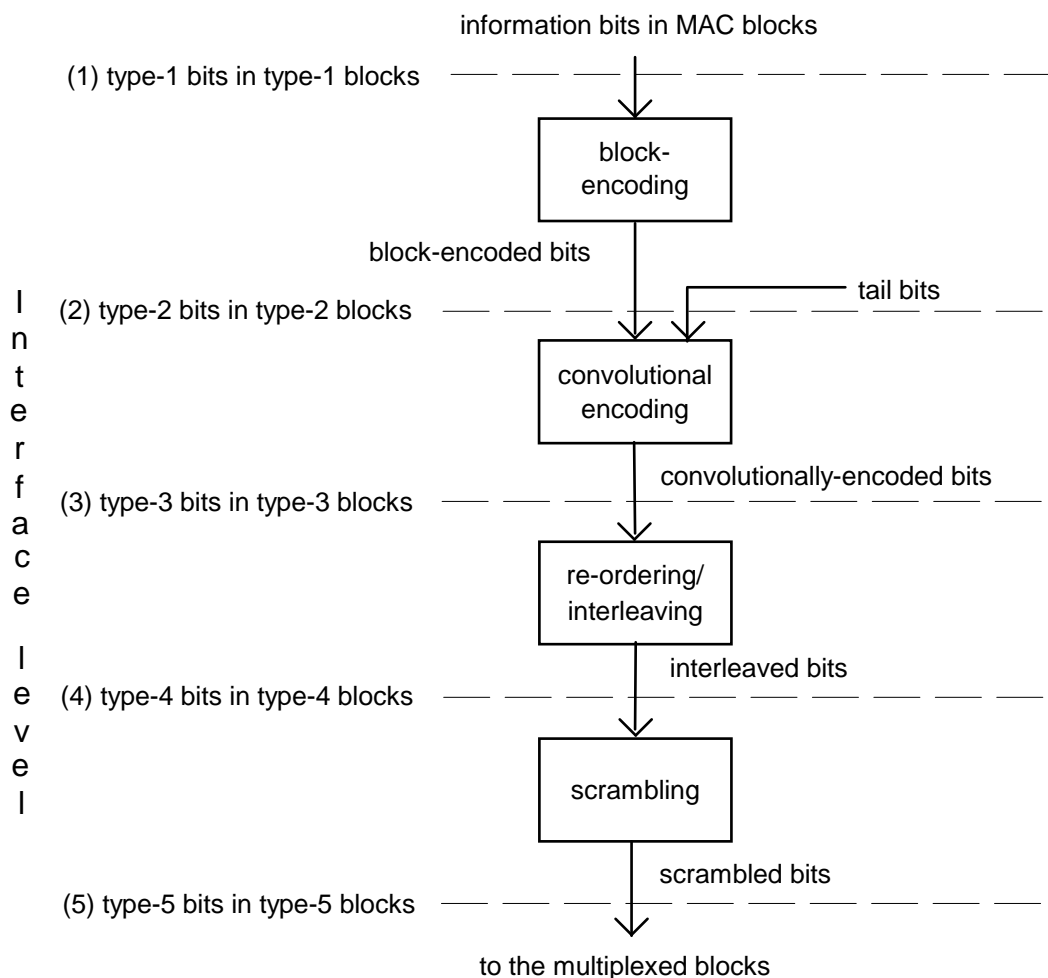 information bits in MAC blocks
(1) type-1 bits in type-1 blocks
block-
encoding
block-encoded bits
tail bits
(2) type-2 bits in type-2 blocks
convolutional
encoding
convolutionally-encoded bits
(3) type-3 bits in type-3 blocks
re-ordering/
interleaving
interleaved bits
(4) type-4 bits in type-4 blocks
scrambling
scrambled bits
(5) type-5 bits in type-5 blocks
to the multiplexed blocks
Interface level